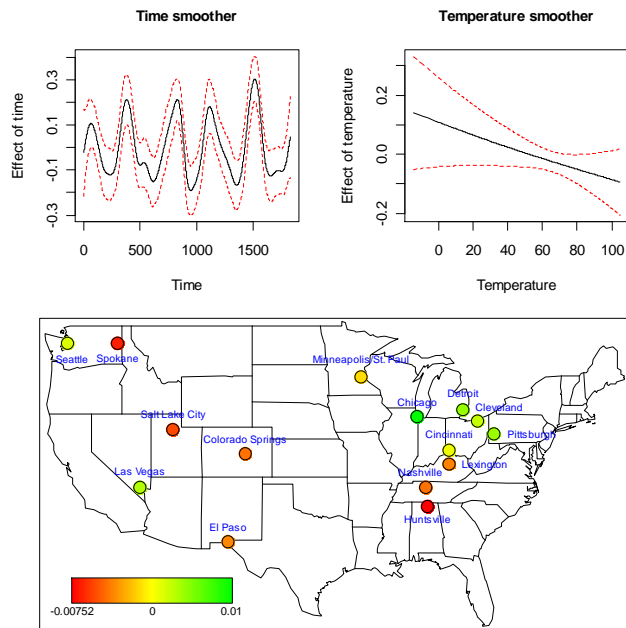 Time smoother
Temperature smoother
Effect of time
-0.3
-0.1
0.1
0.4
0
500
1000
1500
Time
Effect of temperature
-0.2
0.0
0.2
0
20
40
60
80
100
Temperature
Seattle
Spokane
Minneapolis/St. Paul
Detroit
Chicago
Cleveland
Salt Lake City
Cincinnati
Pittsburgh
Colorado Springs
Lexington
Las Vegas
Nashville
Huntsville
El Paso
-0.00752
0
0.01